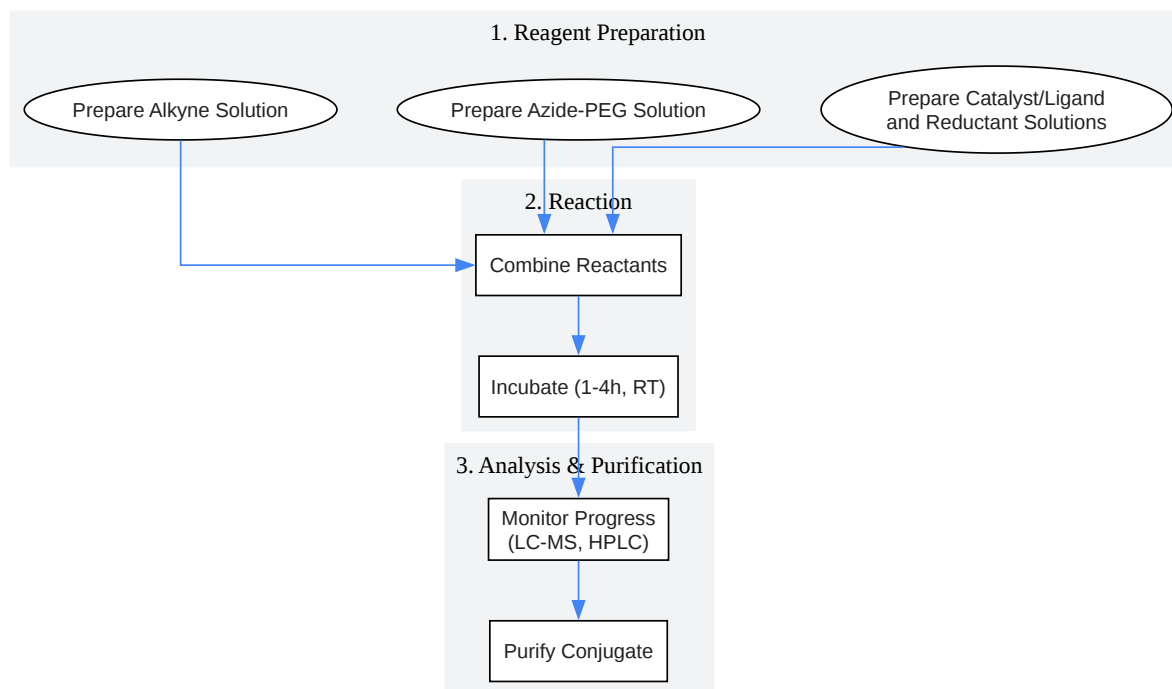 1. Reagent Preparation
Prepare Alkyne Solution
Prepare Azide-PEG Solution
Prepare Catalyst/Ligand
and Reductant Solutions
2. Reaction
Combine Reactants
Incubate (1-4h, RT)
3. Analysis & Purification
Monitor Progress
(LC-MS, HPLC)
Purify Conjugate